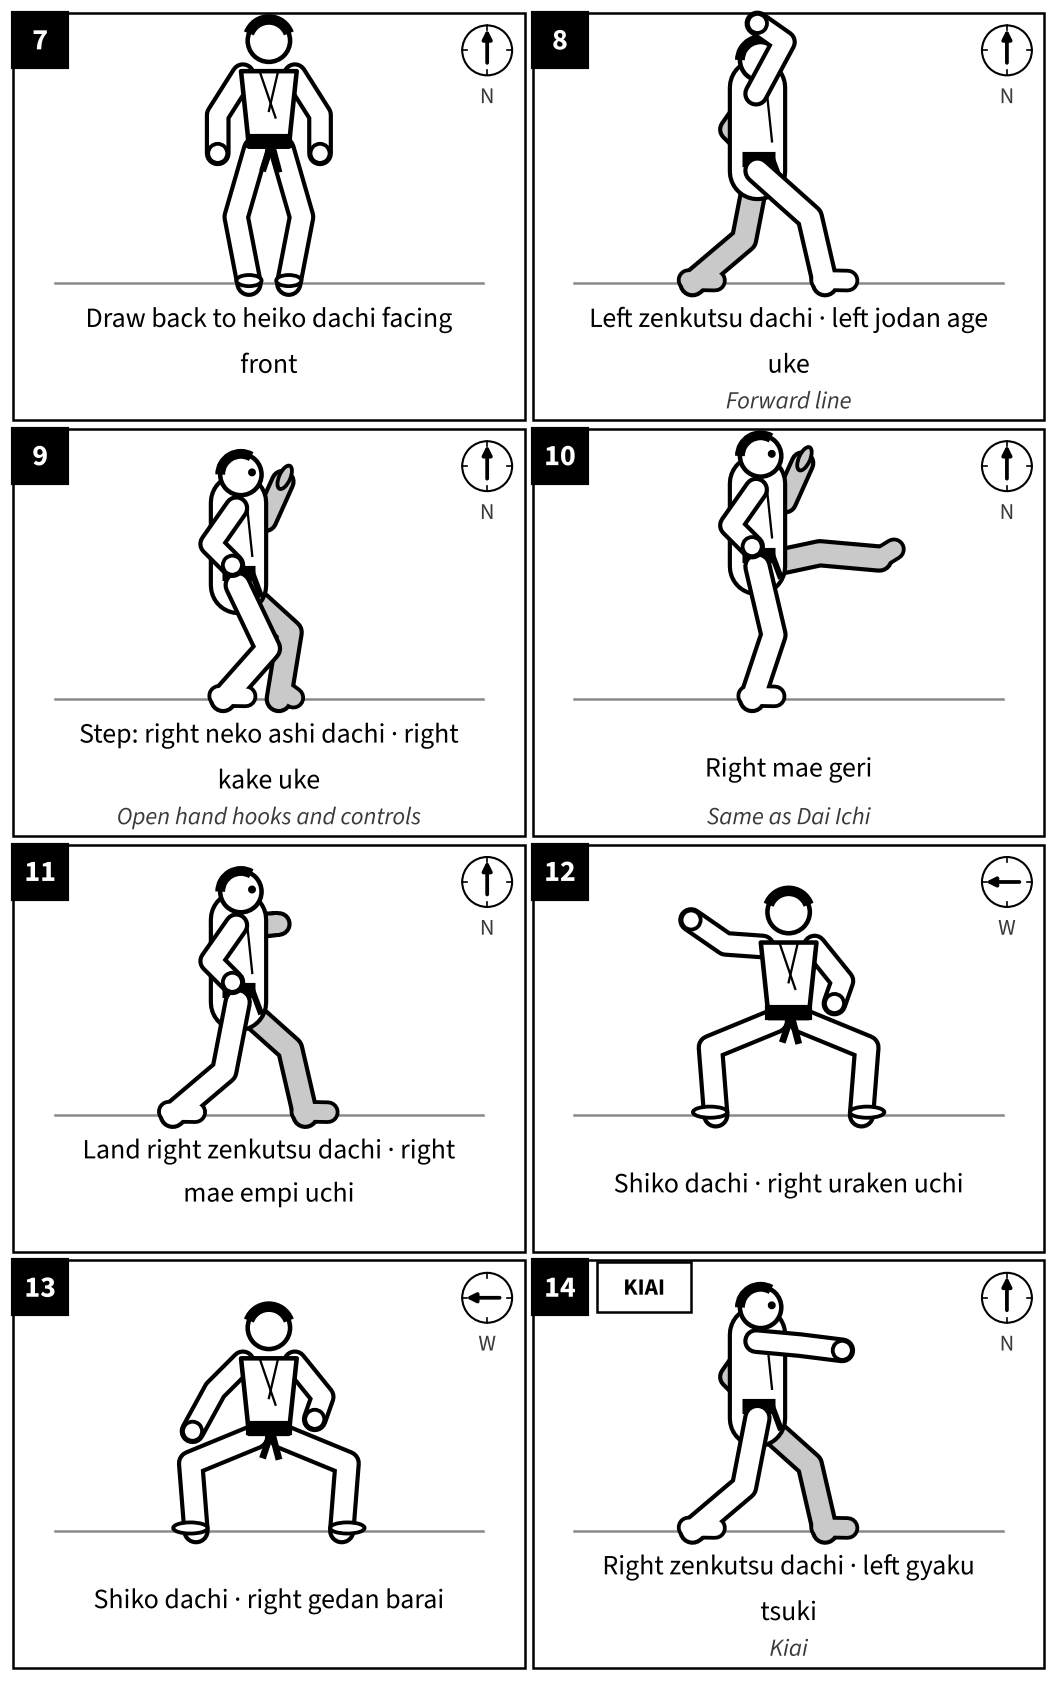 7
N
Draw back to heiko dachi facing
front
8
N
Left zenkutsu dachi · left jodan age
uke
Forward line
9
N
Step: right neko ashi dachi · right
kake uke
Open hand hooks and controls
10
N
Right mae geri
Same as Dai Ichi
11
N
Land right zenkutsu dachi · right
mae empi uchi
12
W
Shiko dachi · right uraken uchi
13
W
Shiko dachi · right gedan barai
14
KIAI
N
Right zenkutsu dachi · left gyaku
tsuki
Kiai